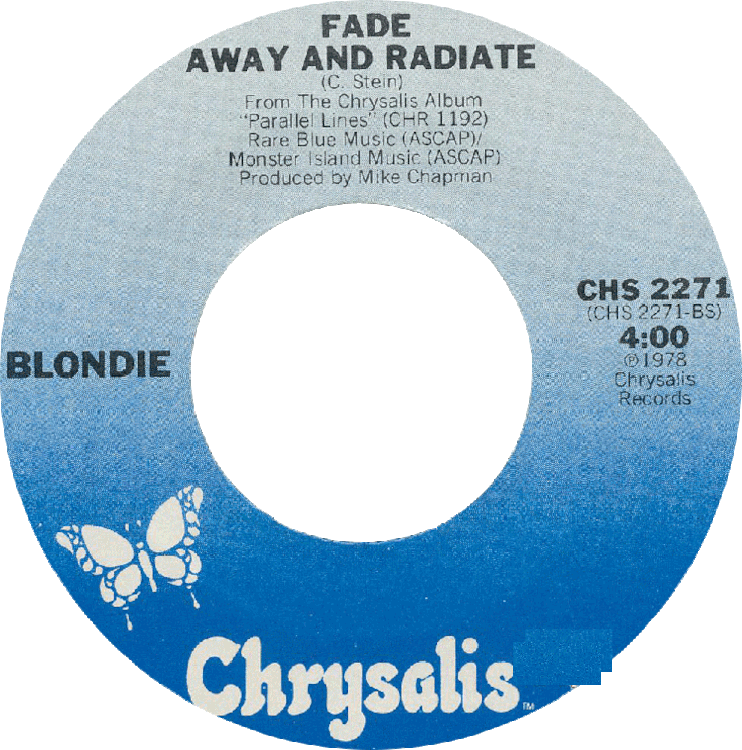 FADE
AWAY AND RADIATE
(C. Stein)
From The Chrysalis Album
"Parallel Lines" (CHR 1192)
Rare Blue Music (ASCAP)/
Monster Island Music (ASCAP)
Produced by Mike Chapman
CHS 2271
(CHS 2271-BS)
4:00
℗1978
Chrysalis
Records
BLONDIE
Chrysalis
TM